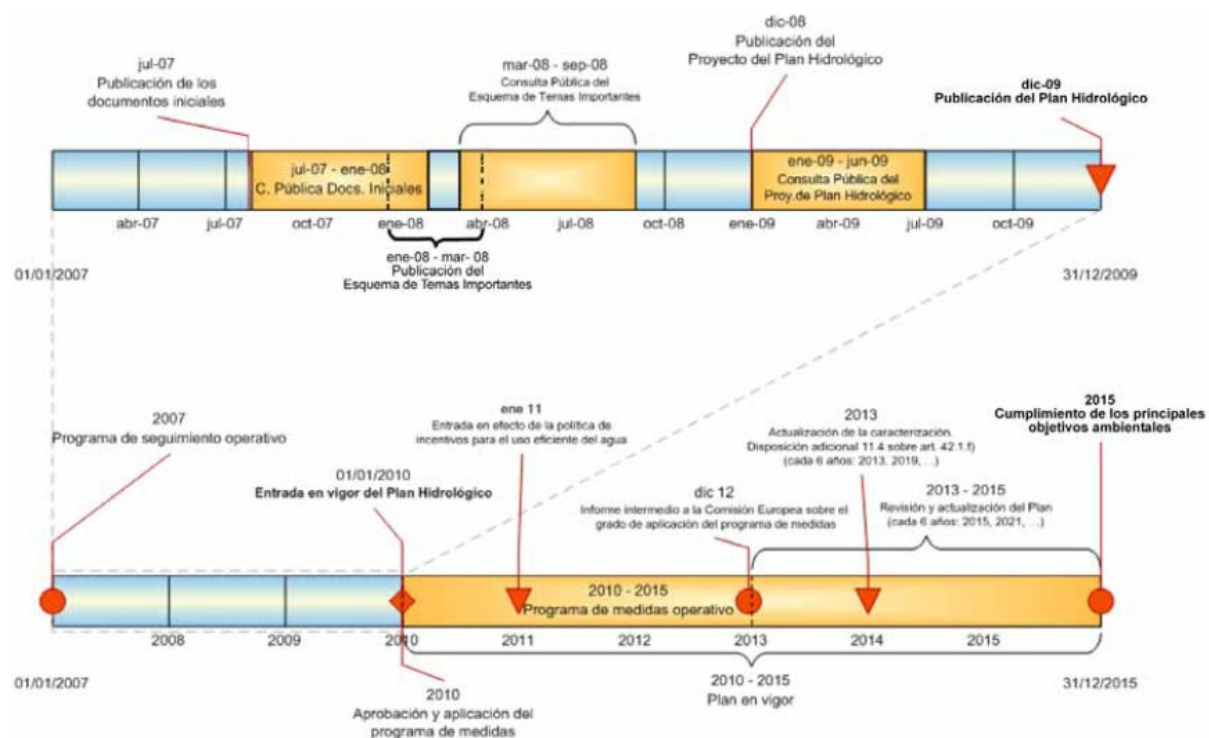 dic-08
Publicación del
Proyecto del Plan Hidrológico
jul-07
Publicación de los
documentos iniciales
mar-08 - sep-08
Consulta Pública del
Esquema de Temas Importantes
dic-09
Publicación del Plan Hidrológico
jul-07 - ene-08
C. Pública Docs. Iniciales
ene-09 - jun-09
Consulta Pública del
Proy.de Plan Hidrológico
abr-07 jul-07 oct-07 ene-08 abr-08 jul-08 oct-08 ene-09 abr-09 jul-09 oct-09
ene-08 - mar- 08
Publicación del
Esquema de Temas Importantes
01/01/2007 31/12/2009
2007
Programa de seguimiento operativo
01/01/2010
Entrada en vigor del Plan Hidrológico
ene 11
Entrada en efecto de la política de
incentivos para el uso eficiente del agua
dic 12
Informe intermedio a la Comisión Europea sobre el
grado de aplicación del programa de medidas
2013
Actualización de la caracterización.
Disposición adicional 11.4 sobre art. 42.1.f)
(cada 6 años: 2013, 2019, ...)
2013 - 2015
Revisión y actualización del Plan
(cada 6 años: 2015, 2021, ...)
2015
Cumplimiento de los principales
objetivos ambientales
2010 - 2015
Programa de medidas operativo
2008 2009 2010 2011 2012 2013 2014 2015
01/01/2007 31/12/2015
2010
Aprobación y aplicación del
programa de medidas
2010 - 2015
Plan en vigor